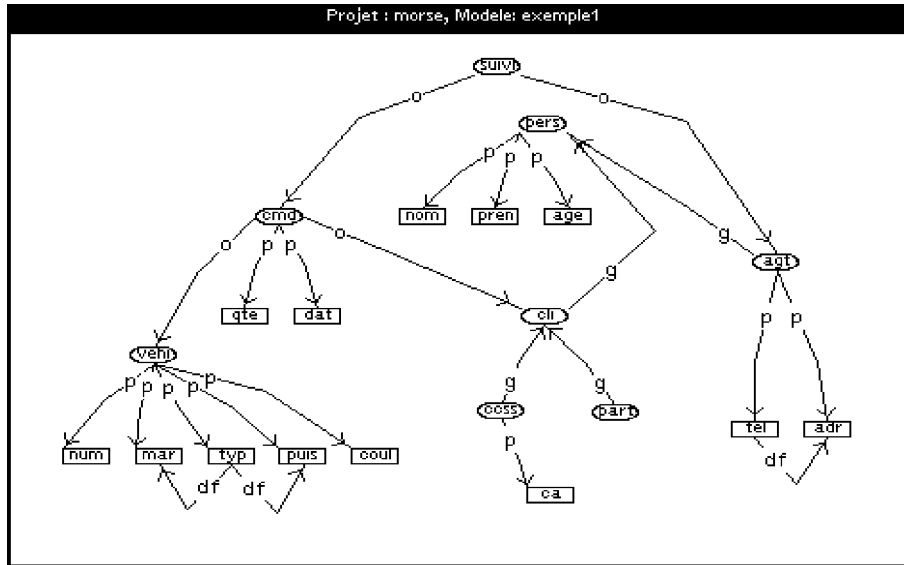 Projet : morse, Modele: exemple1
suivi
o
o
pers
p
p
p
nom
pren
age
cmd
g
agt
o
p
p
o
g
qte
dat
cli
p
p
vehi
p
p
p
p
p
g
g
ccss
part
p
tel
adr
num
mar
typ
puis
coul
df
df
df
ca